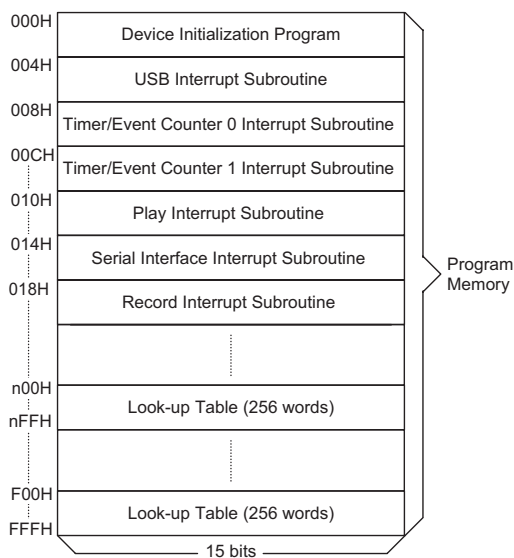 000H
Device Initialization Program
004H
USB Interrupt Subroutine
008H
Timer/Event Counter 0 Interrupt Subroutine
00CH
Timer/Event Counter 1 Interrupt Subroutine
010H
Play Interrupt Subroutine
014H
Serial Interface Interrupt Subroutine
018H
Record Interrupt Subroutine
Program
Memory
n00H
Look-up Table (256 words)
nFFH
F00H
Look-up Table (256 words)
FFFH
15 bits